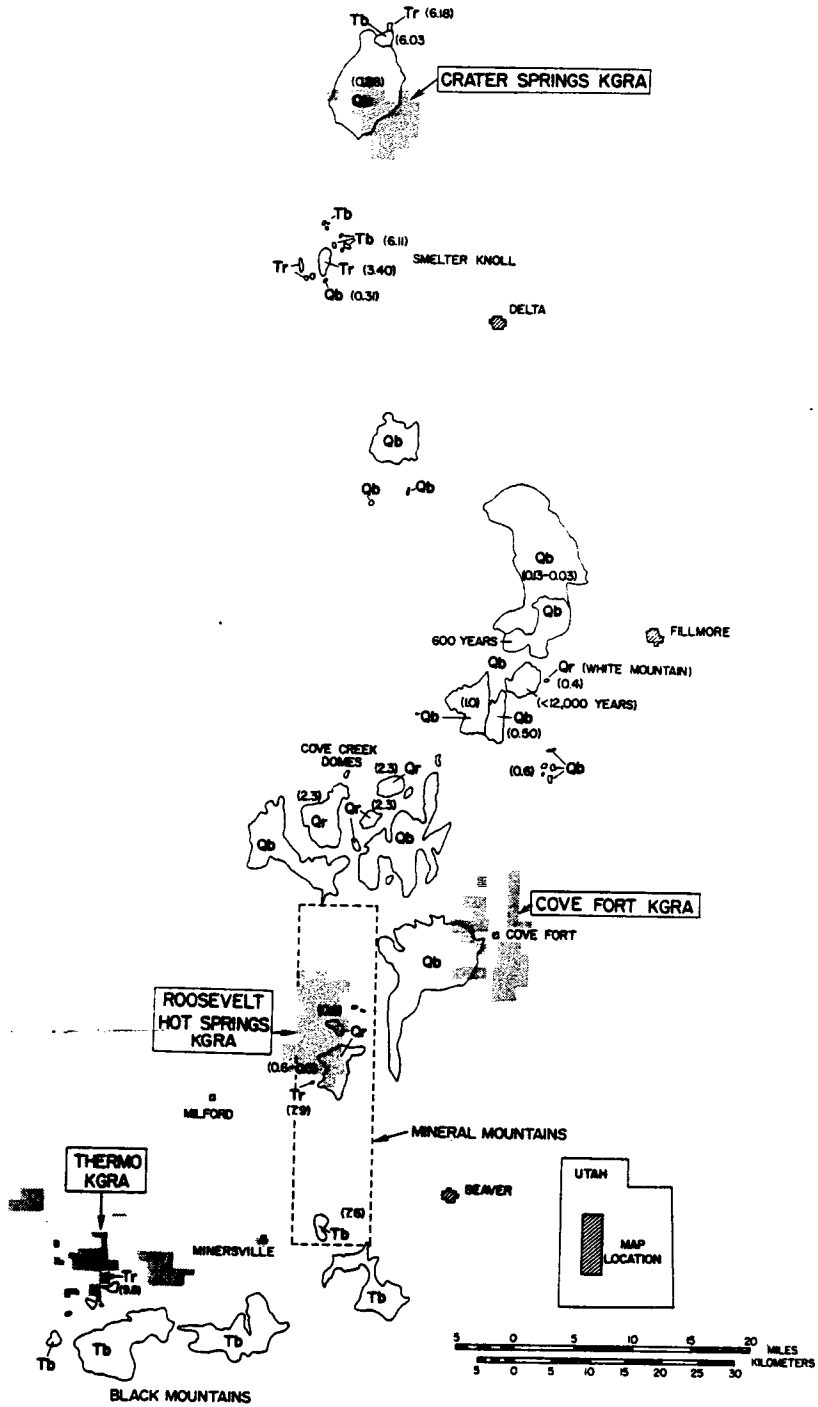 Tb
Tr (6.18)
(6.03
Qb
CRATER SPRINGS KGRA
Tb
Tb (6.11)
Tr
Tr (3.40)
SMELTER KNOLL
Qb (0.31)
DELTA
Qb
Qb
Qb
Qb
(0.13-0.03)
Qb
600 YEARS
FILLMORE
Qb
Qr (WHITE MOUNTAIN)
(0.4)
(1.0)
(<12,000 YEARS)
Qb
Qb
(0.50)
COVE CREEK
DOMES
(2.3)
Qr
(0.6)
Qb
(2.3)
Qr
(2.3)
Qr
Qb
Qb
COVE FORT KGRA
COVE FORT
Qb
ROOSEVELT
HOT SPRINGS
KGRA
Qr
Tr
(7.9)
MILFORD
MINERAL MOUNTAINS
THERMO
KGRA
BEAVER
UTAH
MAP
LOCATION
(7.6)
Tb
MINERSVILLE
Tr
Tb
Tb
Tb
Tb
BLACK MOUNTAINS
5 0 5 10 15 20
MILES
KILOMETERS
5 0 5 10 15 20 25 30